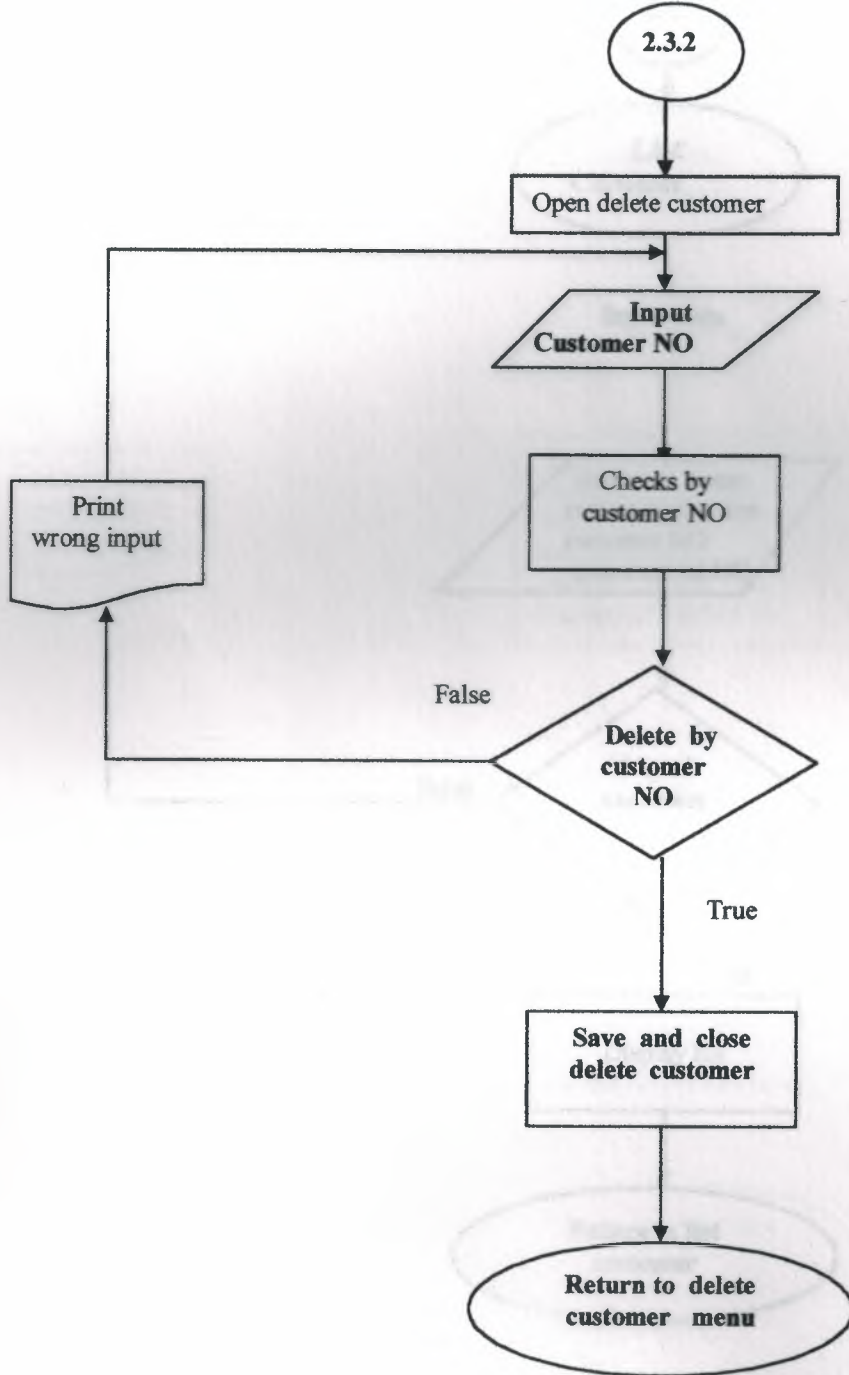 2.3.2
Open delete customer
Input
Customer NO
Checks by
customer NO
Print
wrong input
False
Delete by
customer
NO
True
Save and close
delete customer
Return to delete
customer menu